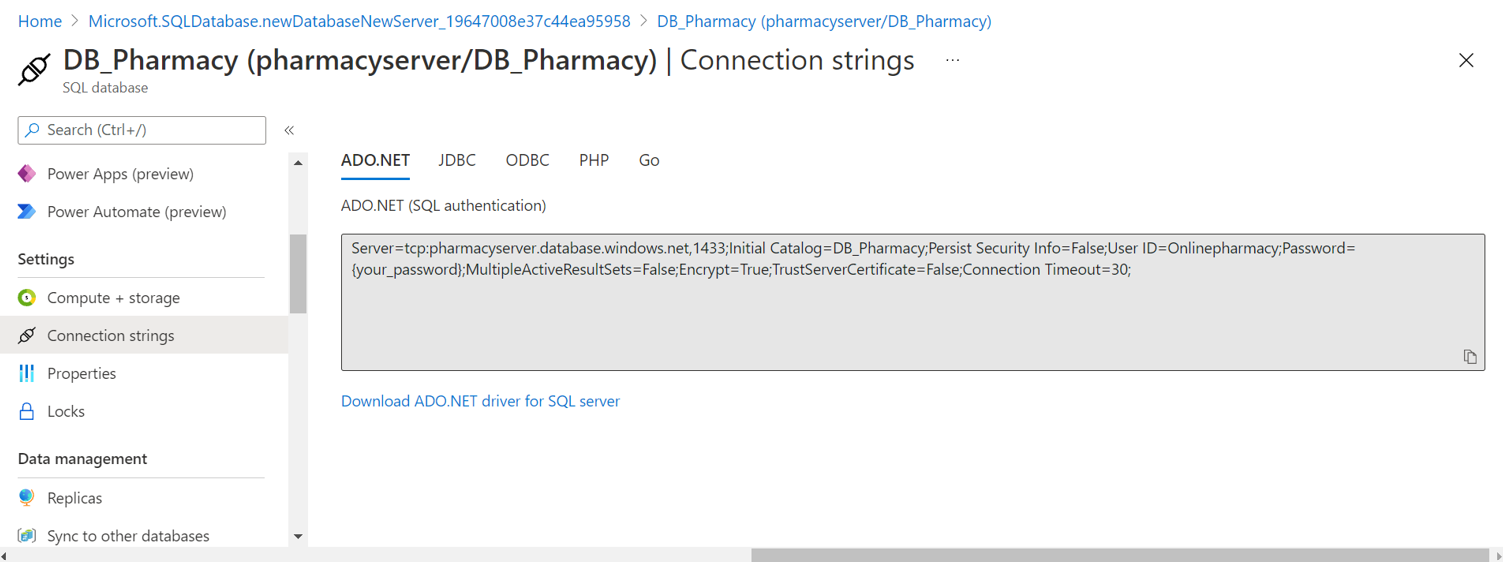 Home > Microsoft.SQLDatabase.newDatabaseNewServer_19647008e37c44ea95958 > DB_Pharmacy (pharmacyserver/DB_Pharmacy)
DB_Pharmacy (pharmacyserver/DB_Pharmacy) | Connection strings ...
SQL database
Search (Ctrl+/)
«
Power Apps (preview)
Power Automate (preview)
Settings
Compute + storage
Connection strings
Properties
Locks
Data management
Replicas
Sync to other databases
ADO.NET JDBC ODBC PHP Go
ADO.NET (SQL authentication)
Server=tcp:pharmacyserver.database.windows.net,1433;Initial Catalog=DB_Pharmacy;Persist Security Info=False;User ID=Onlinepharmacy;Password=
{your_password};MultipleActiveResultSets=False;Encrypt=True;TrustServerCertificate=False;Connection Timeout=30;
Download ADO.NET driver for SQL server